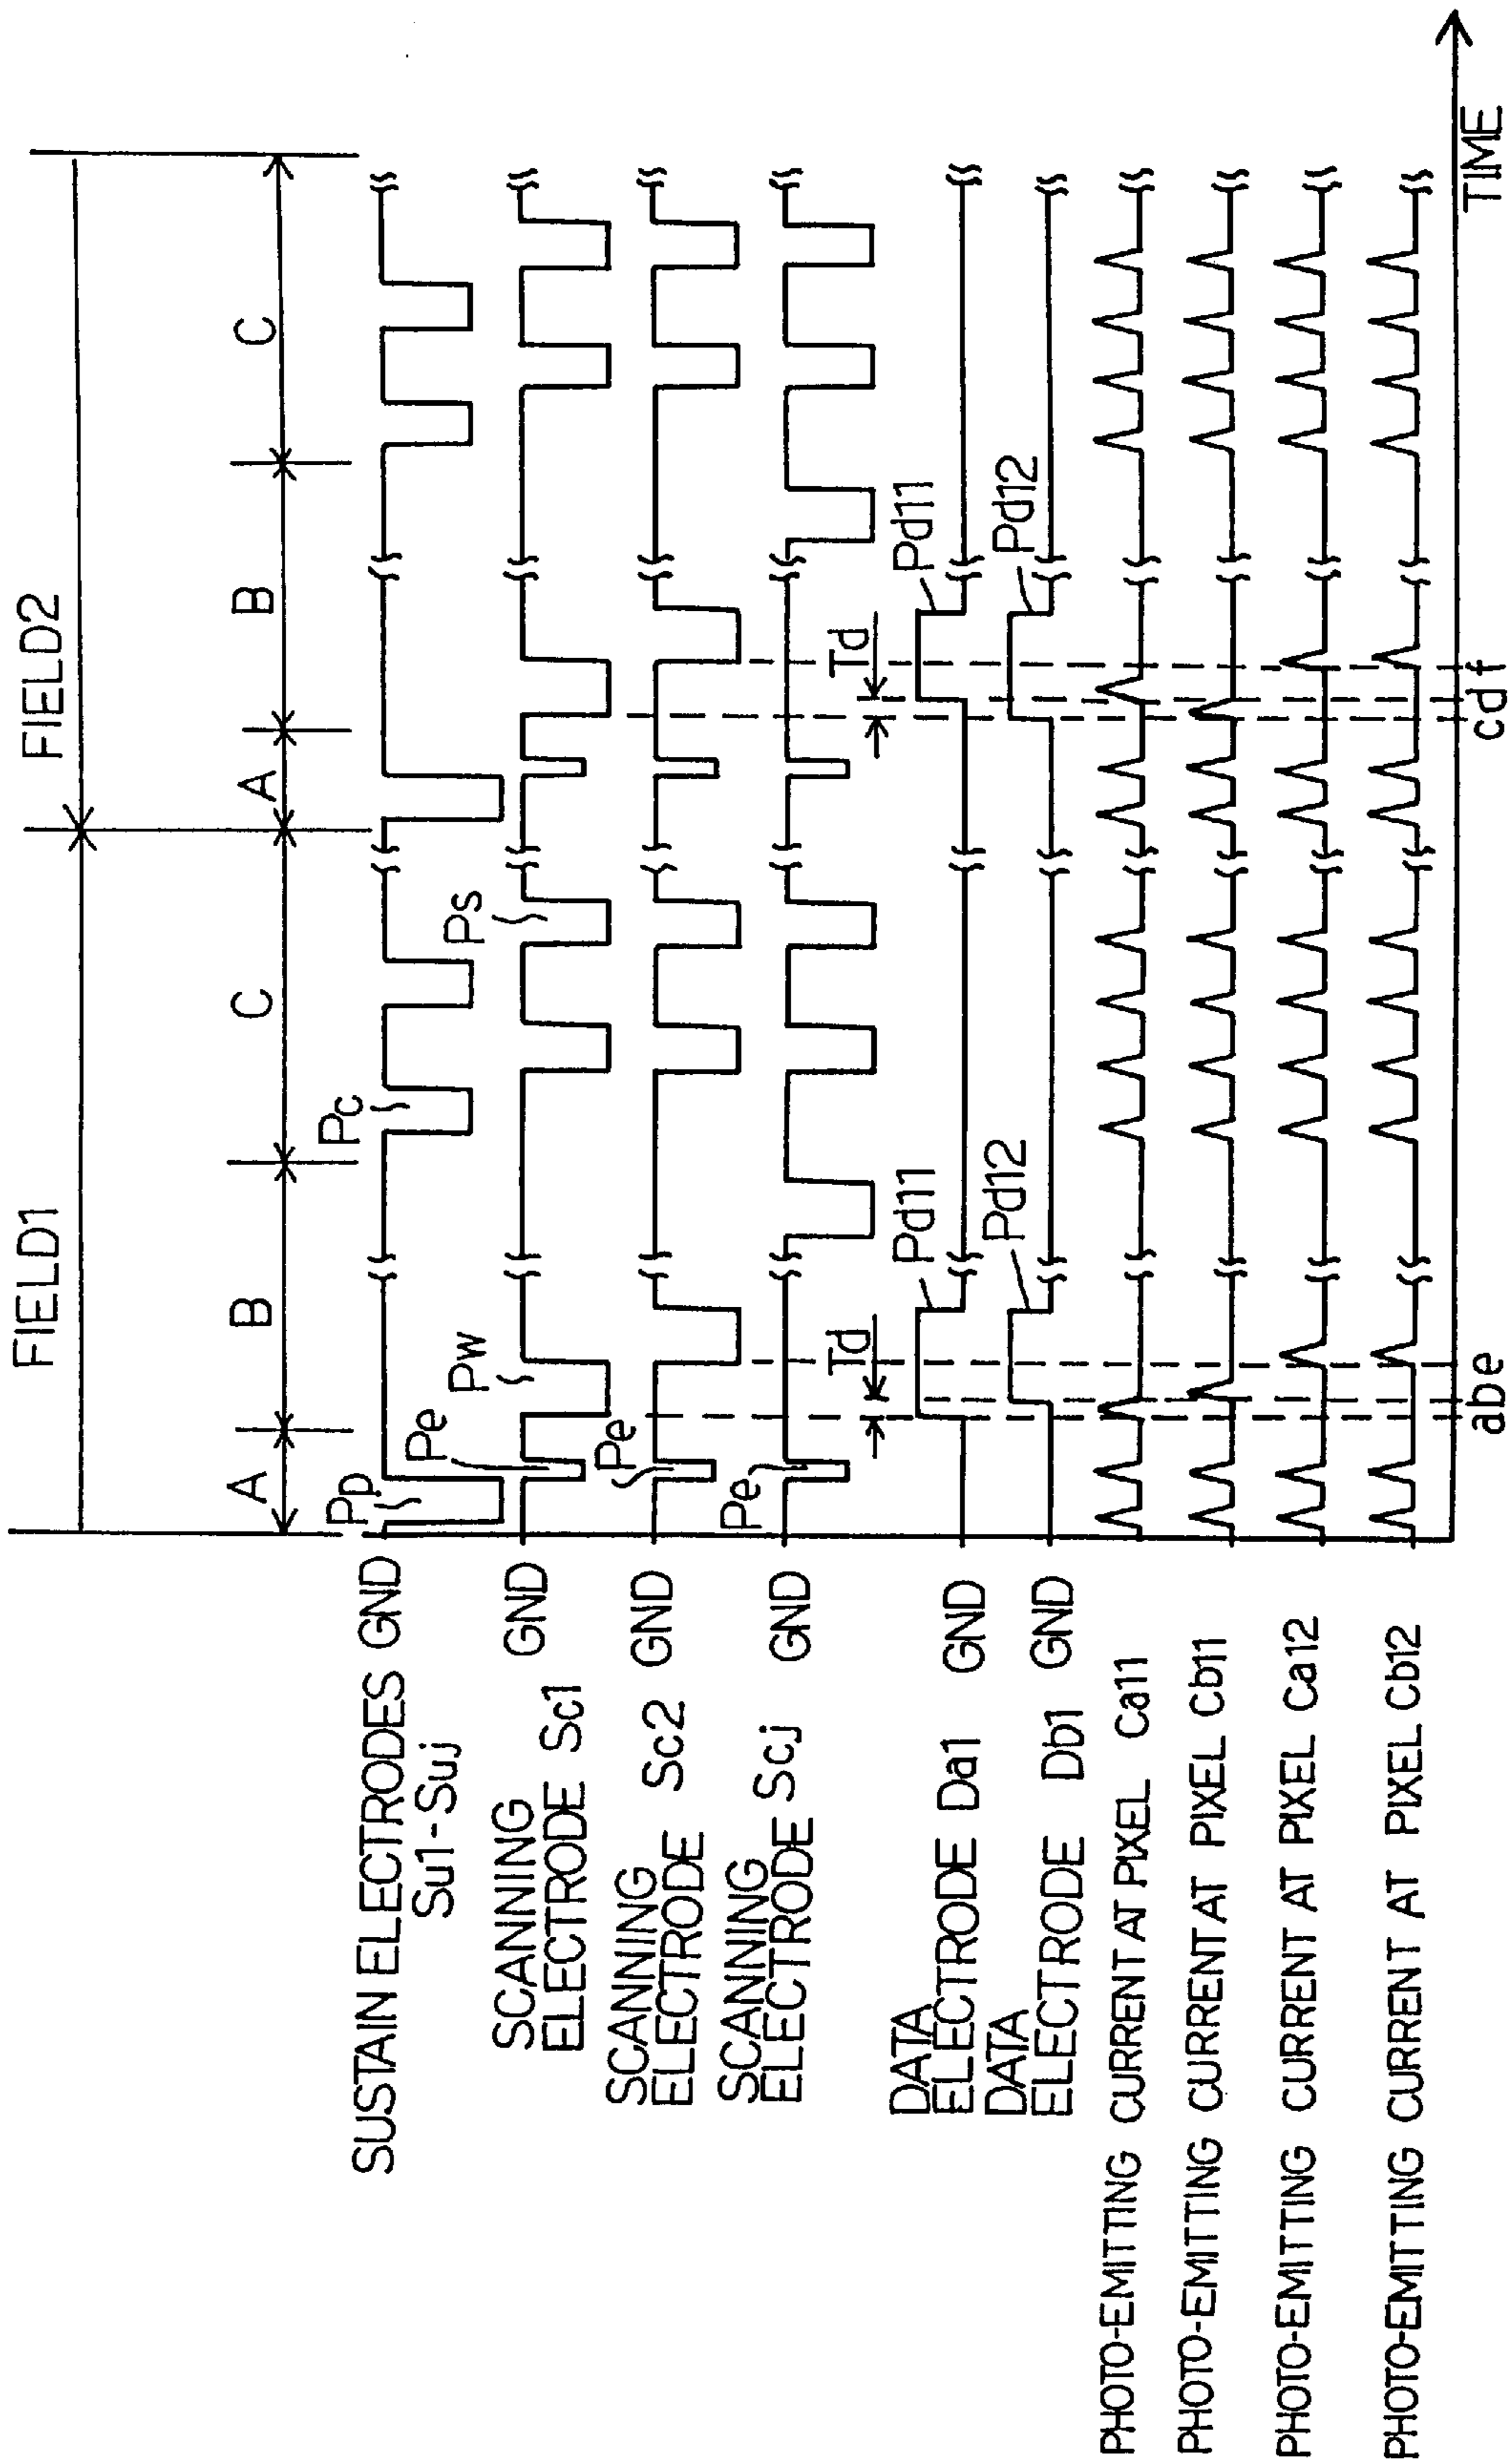 FIELD1
FIELD2
A
B
C
A
B
C
SUSTAIN ELECTRODES GND
Su1-Suj
Pp
Pc
SCANNING
ELECTRODE Sc1
GND
Pe
Pw
Ps
SCANNING
ELECTRODE Sc2
GND
Pe
SCANNING
ELECTRODE Scj
GND
Pe
Td
Td
DATA
ELECTRODE Da1
GND
Pd11
Pd11
DATA
ELECTRODE Db1
GND
Pd12
Pd12
PHOTO-EMITTING CURRENT AT PIXEL Ca11
PHOTO-EMITTING CURRENT AT PIXEL Cb11
PHOTO-EMITTING CURRENT AT PIXEL Ca12
PHOTO-EMITTING CURRENT AT PIXEL Cb12
a b e
c d f
TIME